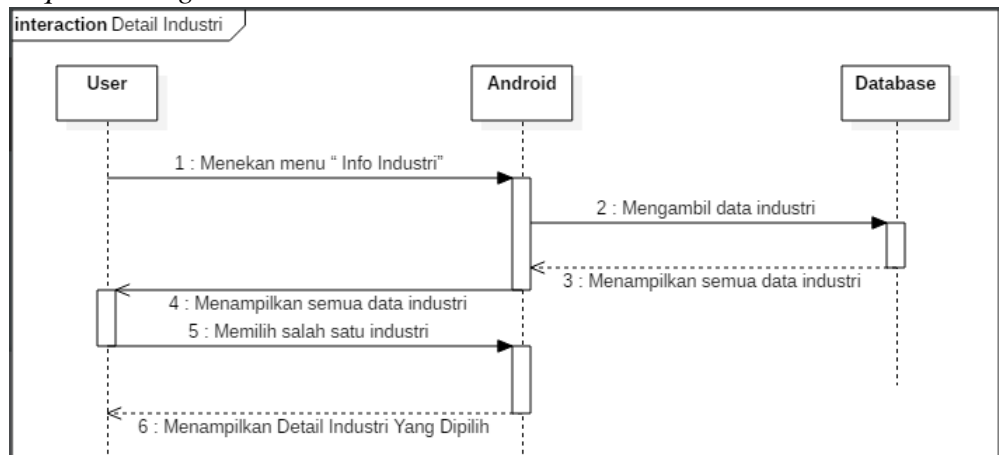 interaction Detail Industri
User
Android
Database
1 : Menekan menu “ Info Industri”
2 : Mengambil data industri
3 : Menampilkan semua data industri
4 : Menampilkan semua data industri
5 : Memilih salah satu industri
6 : Menampilkan Detail Industri Yang Dipilih